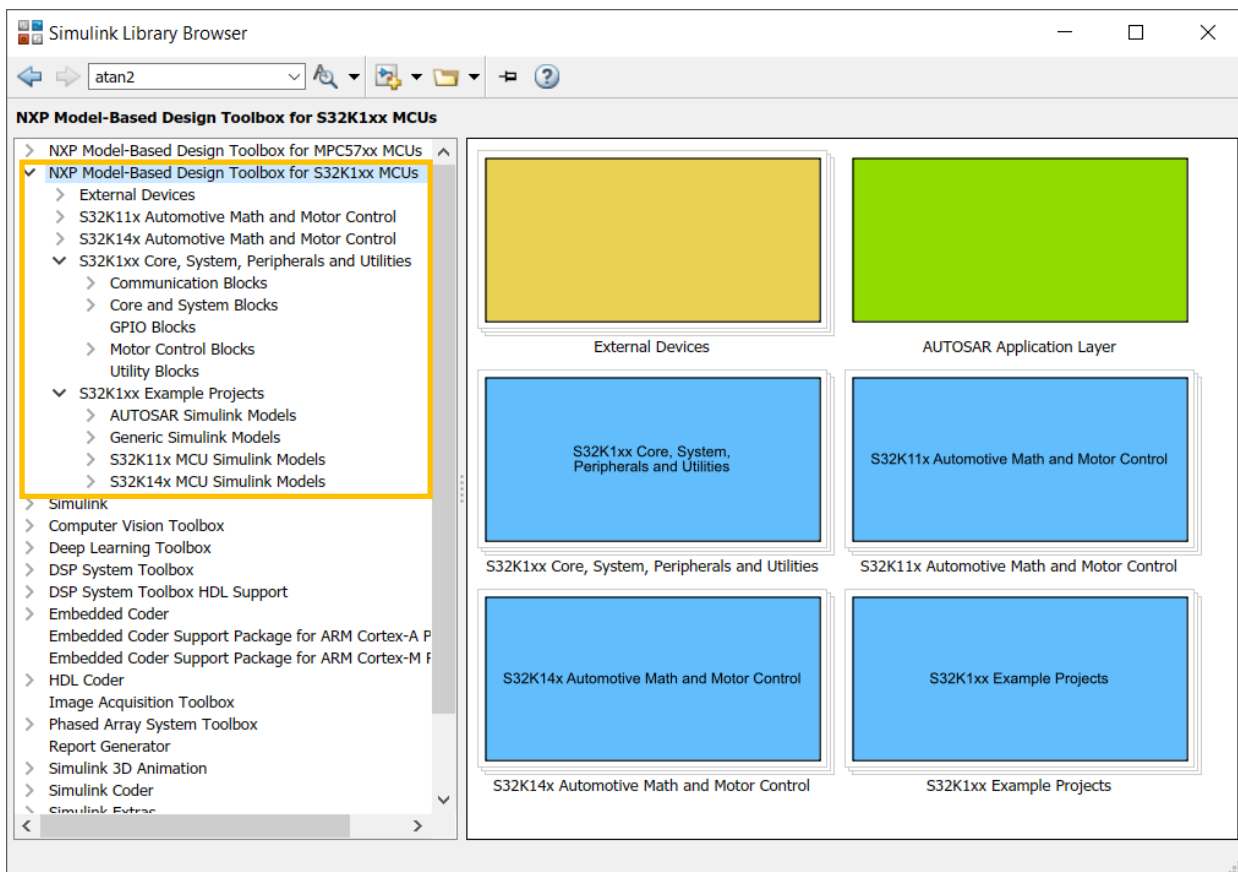 Simulink Library Browser
atan2
NXP Model-Based Design Toolbox for S32K1xx MCUs
NXP Model-Based Design Toolbox for MPC57xx MCUs
NXP Model-Based Design Toolbox for S32K1xx MCUs
External Devices
S32K11x Automotive Math and Motor Control
S32K14x Automotive Math and Motor Control
S32K1xx Core, System, Peripherals and Utilities
Communication Blocks
Core and System Blocks
GPIO Blocks
Motor Control Blocks
Utility Blocks
S32K1xx Example Projects
AUTOSAR Simulink Models
Generic Simulink Models
S32K11x MCU Simulink Models
S32K14x MCU Simulink Models
Simulink
Computer Vision Toolbox
Deep Learning Toolbox
DSP System Toolbox
DSP System Toolbox HDL Support
Embedded Coder
Embedded Coder Support Package for ARM Cortex-A P
Embedded Coder Support Package for ARM Cortex-M
HDL Coder
Image Acquisition Toolbox
Phased Array System Toolbox
Report Generator
Simulink 3D Animation
Simulink Coder
Simulink Extras
External Devices
AUTOSAR Application Layer
S32K1xx Core, System,
Peripherals and Utilities
S32K11x Automotive Math and Motor Control
S32K1xx Core, System, Peripherals and Utilities
S32K11x Automotive Math and Motor Control
S32K14x Automotive Math and Motor Control
S32K1xx Example Projects
S32K14x Automotive Math and Motor Control
S32K1xx Example Projects